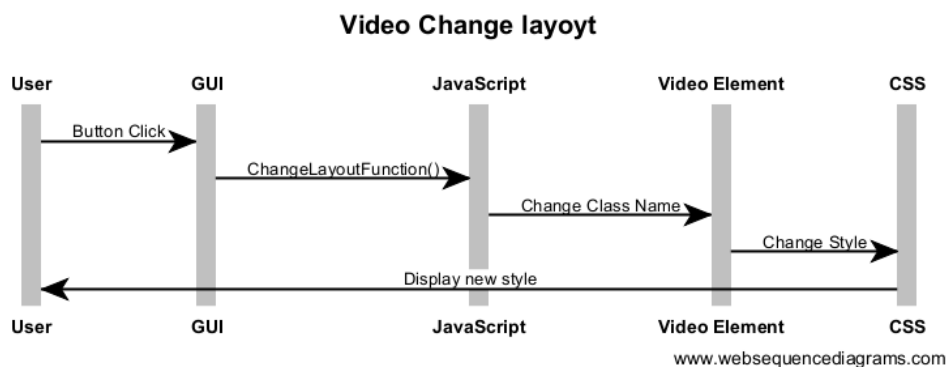 Video Change layoyt
User GUI JavaScript Video Element CSS
Button Click
ChangeLayoutFunction()
Change Class Name
Change Style
Display new style
User GUI JavaScript Video Element CSS
www.websequencediagrams.com